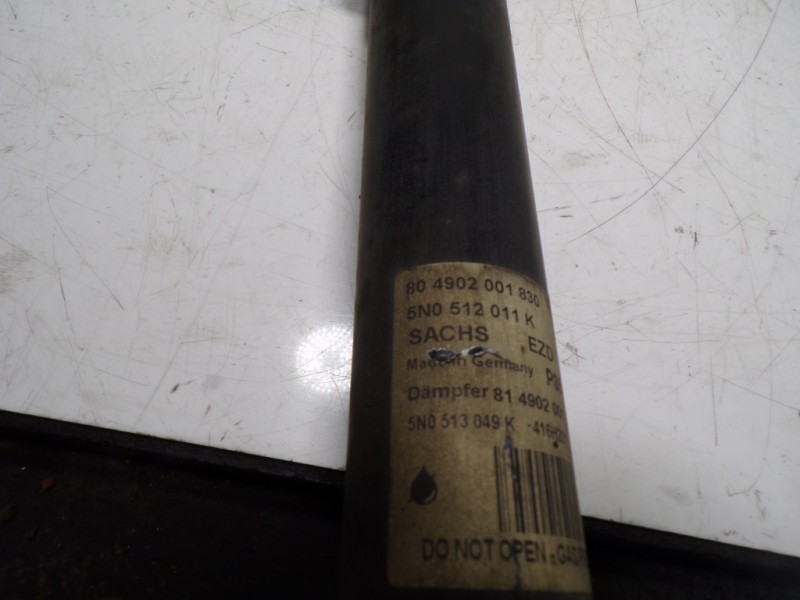 80 4902 001 830
5N0 512 011 K
SACHS EZD
Made in Germany
Dämpfer 81 4902
5N0 513 049 K
DO NOT OPEN